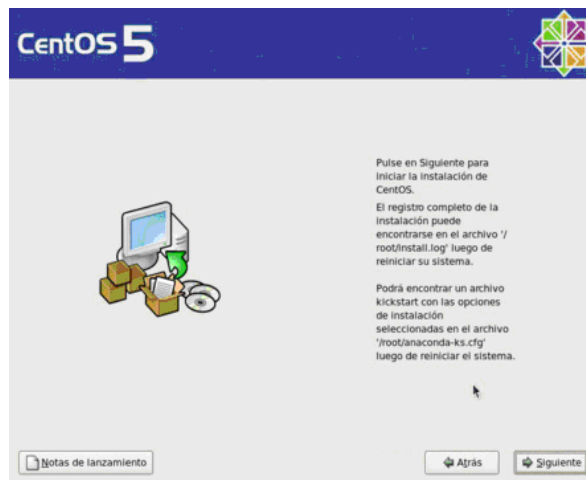 CentOS 5
Pulse en Siguiente para
iniciar la instalación de
CentOS.
El registro completo de la
instalación puede
encontrarse en el archivo '/
root/install.log' luego de
reiniciar su sistema.
Podrá encontrar un archivo
kickstart con las opciones
de instalación
seleccionadas en el archivo
'/root/anaconda-ks.cfg'
luego de reiniciar el sistema.
Notas de lanzamiento
Atrás
Siguiente